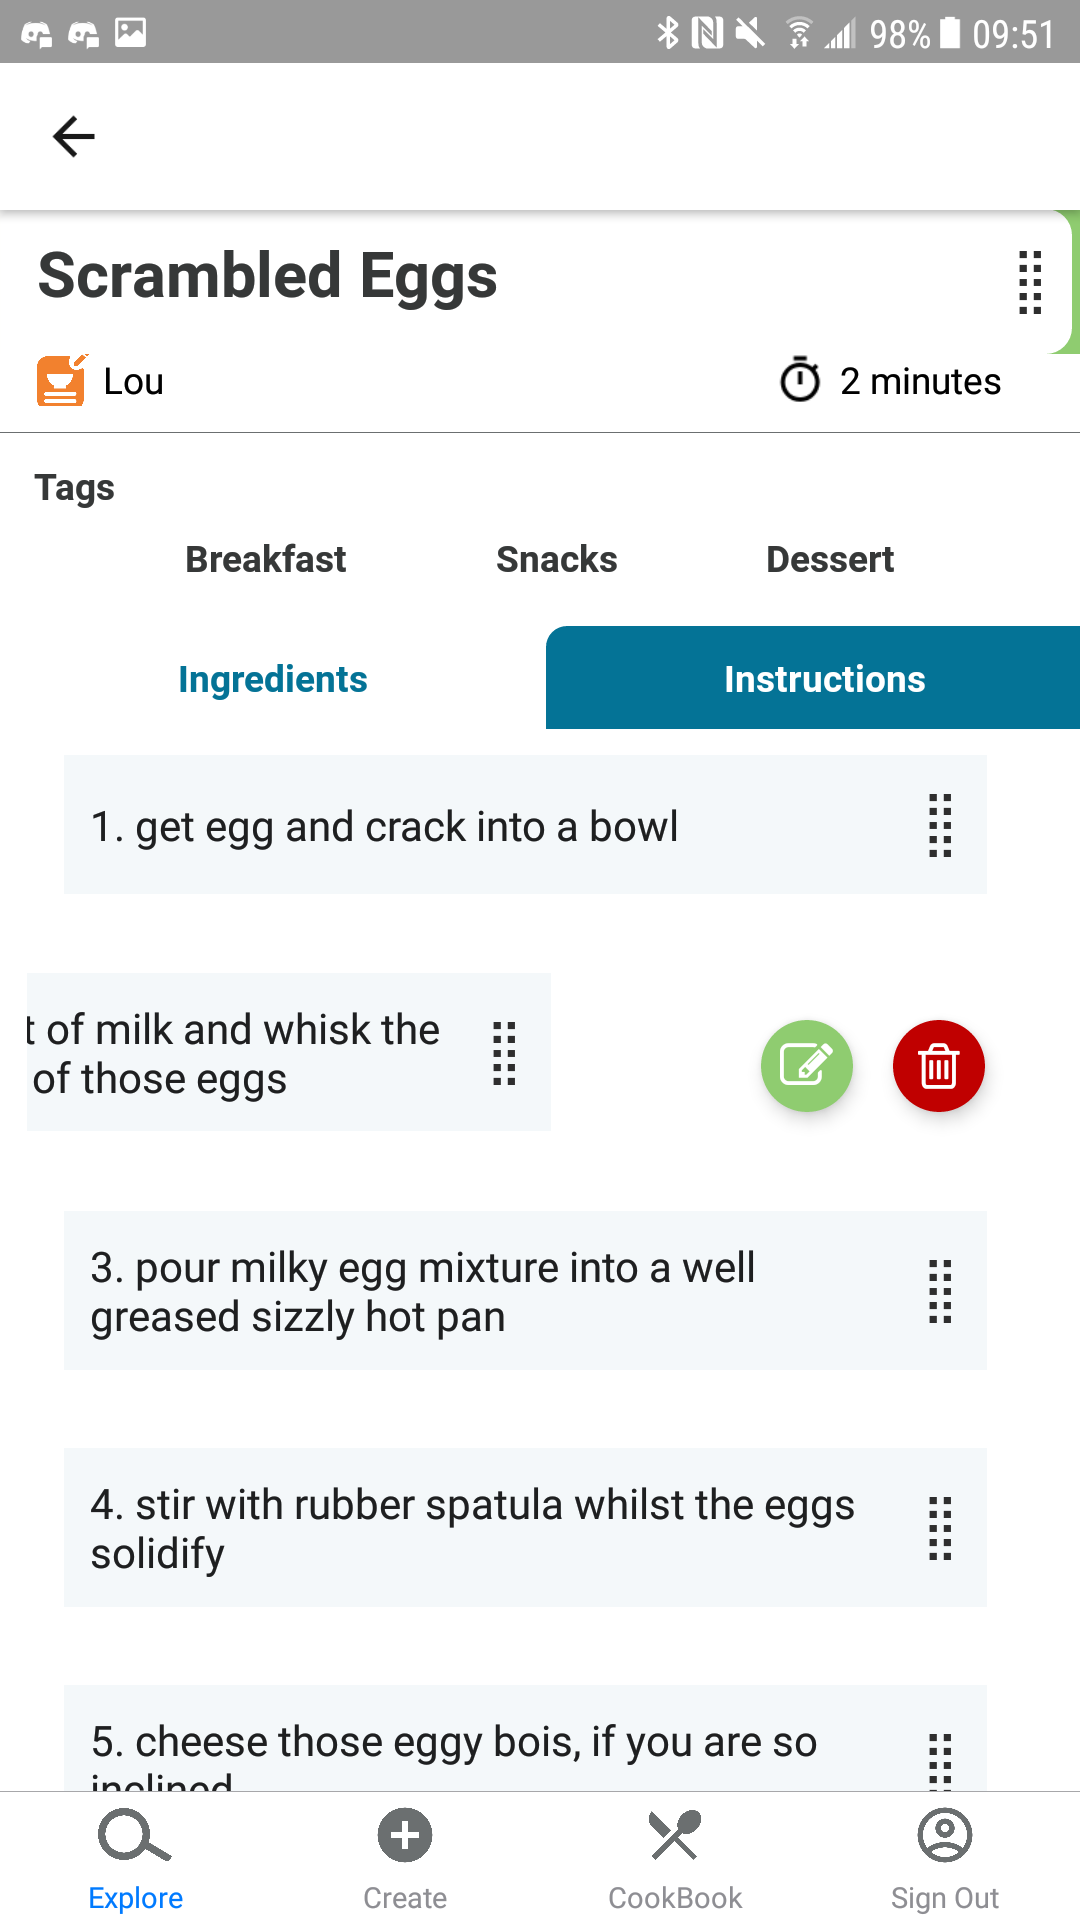 98% 09:51
Scrambled Eggs
Lou
2 minutes
Tags
Breakfast Snacks Dessert
Ingredients Instructions
1. get egg and crack into a bowl
t of milk and whisk the
of those eggs
3. pour milky egg mixture into a well
greased sizzly hot pan
4. stir with rubber spatula whilst the eggs
solidify
5. cheese those eggy bois, if you are so
inclined
Explore Create CookBook Sign Out